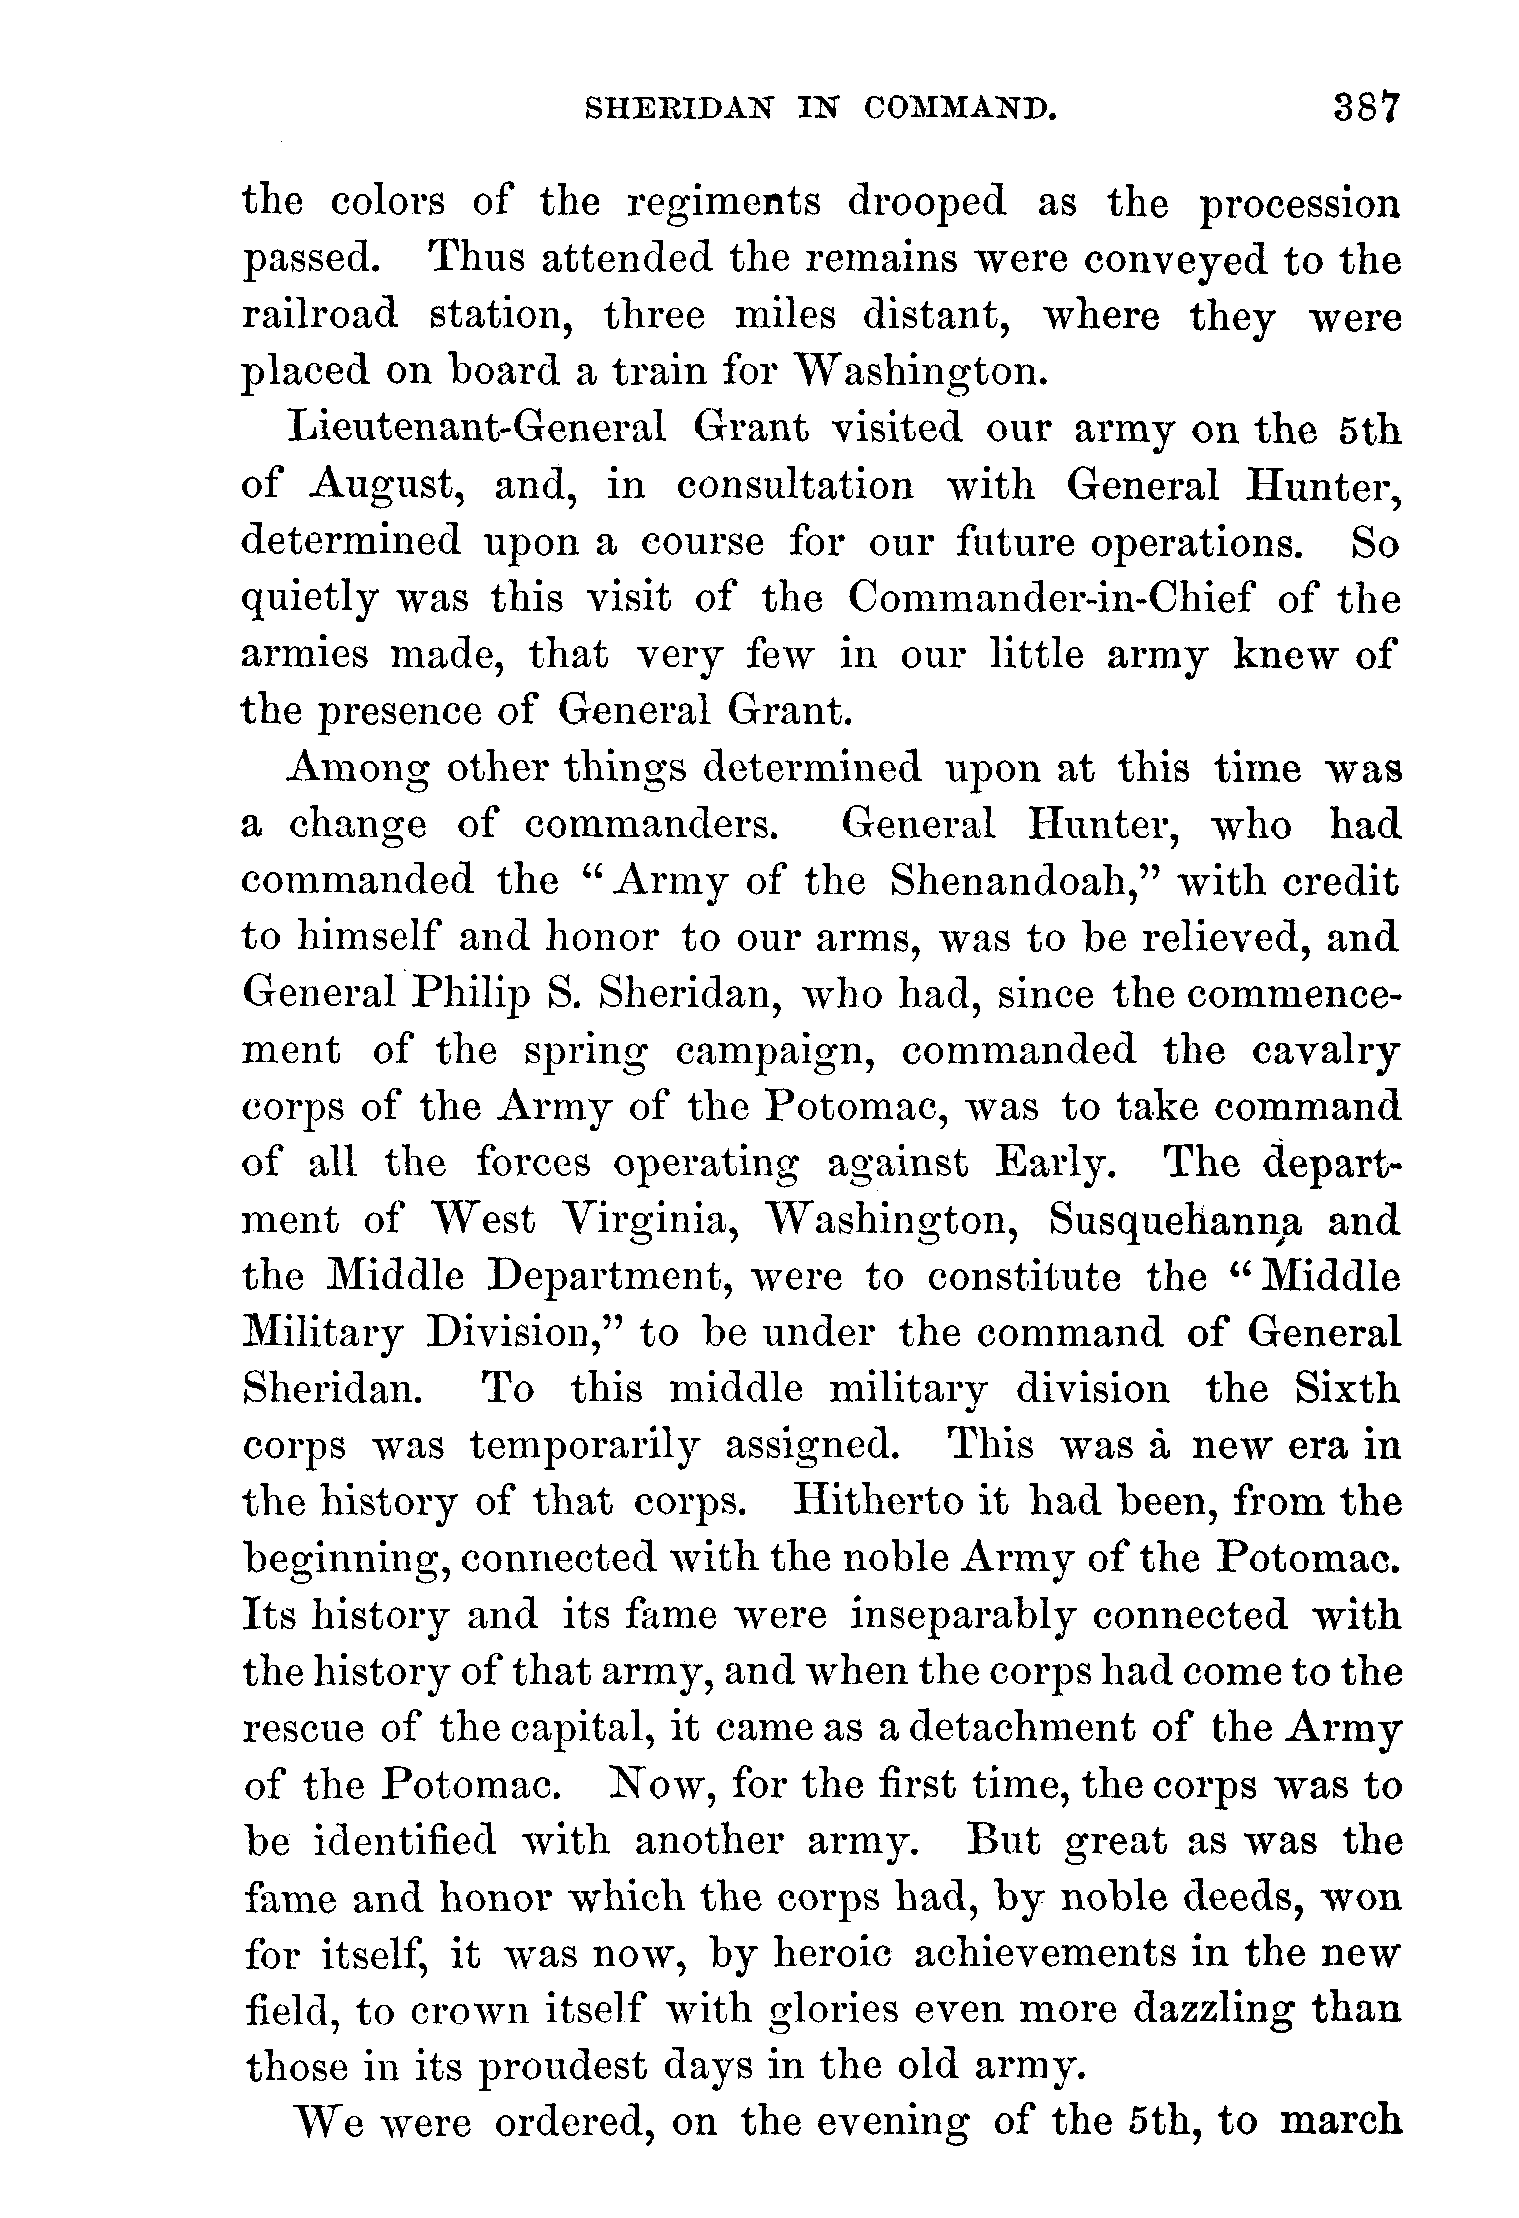 SHERIDAN IN COMMAND. 387
the colors of the regiments drooped as the procession
passed. Thus attended the remains were conveyed to the
railroad station, three miles distant, where they were
placed on board a train for Washington.
Lieutenant-General Grant visited our army on the 5th
of August, and, in consultation with General Hunter,
determined upon a course for our future operations. So
quietly was this visit of the Commander-in-Chief of the
armies made, that very few in our little army knew of
the presence of General Grant.
Among other things determined upon at this time was
a change of commanders. General Hunter, who had
commanded the “Army of the Shenandoah,” with credit
to himself and honor to our arms, was to be relieved, and
General Philip S. Sheridan, who had, since the commence-
ment of the spring campaign, commanded the cavalry
corps of the Army of the Potomac, was to take command
of all the forces operating against Early. The depart-
ment of West Virginia, Washington, Susquehanna and
the Middle Department, were to constitute the “Middle
Military Division,” to be under the command of General
Sheridan. To this middle military division the Sixth
corps was temporarily assigned. This was a new era in
the history of that corps. Hitherto it had been, from the
beginning, connected with the noble Army of the Potomac.
Its history and its fame were inseparably connected with
the history of that army, and when the corps had come to the
rescue of the capital, it came as a detachment of the Army
of the Potomac. Now, for the first time, the corps was to
be identified with another army. But great as was the
fame and honor which the corps had, by noble deeds, won
for itself, it was now, by heroic achievements in the new
field, to crown itself with glories even more dazzling than
those in its proudest days in the old army.
We were ordered, on the evening of the 5th, to march